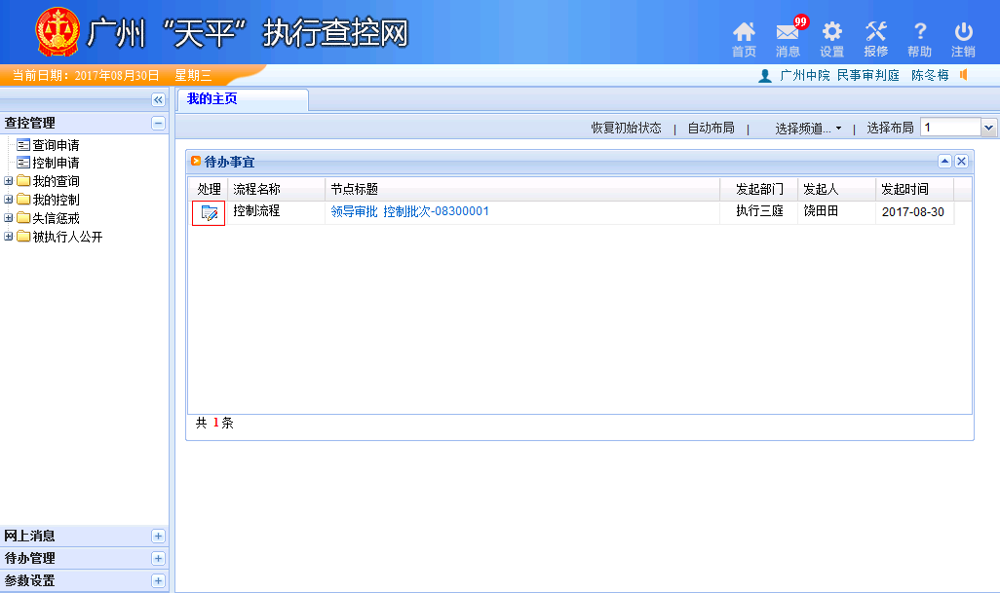 广州“天平”执行查控网
99
首页 消息 设置 报修 帮助 注销
当前日期：2017年08月30日 星期三
广州中院 民事审判庭 陈冬梅
我的主页
查控管理
恢复初始状态 | 自动布局 | 选择频道... | 选择布局 1
查询申请
控制申请
我的查询
我的控制
失信惩戒
被执行人公开
待办事宜
处理 流程名称 节点标题 发起部门 发起人 发起时间
控制流程 领导审批 控制批次-08300001 执行三庭 饶田田 2017-08-30
共 1 条
网上消息
待办管理
参数设置